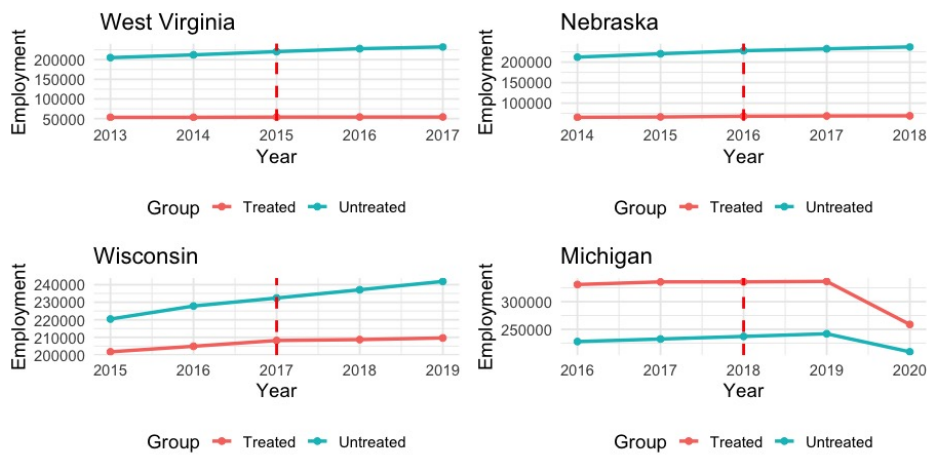 West Virginia
Employment
200000
150000
100000
50000
2013 2014 2015 2016 2017
Year
Group Treated Untreated
Nebraska
Employment
200000
100000
2014 2015 2016 2017 2018
Year
Group Treated Untreated
Wisconsin
Employment
240000
230000
220000
210000
200000
2015 2016 2017 2018 2019
Year
Group Treated Untreated
Michigan
Employment
300000
250000
2016 2017 2018 2019 2020
Year
Group Treated Untreated